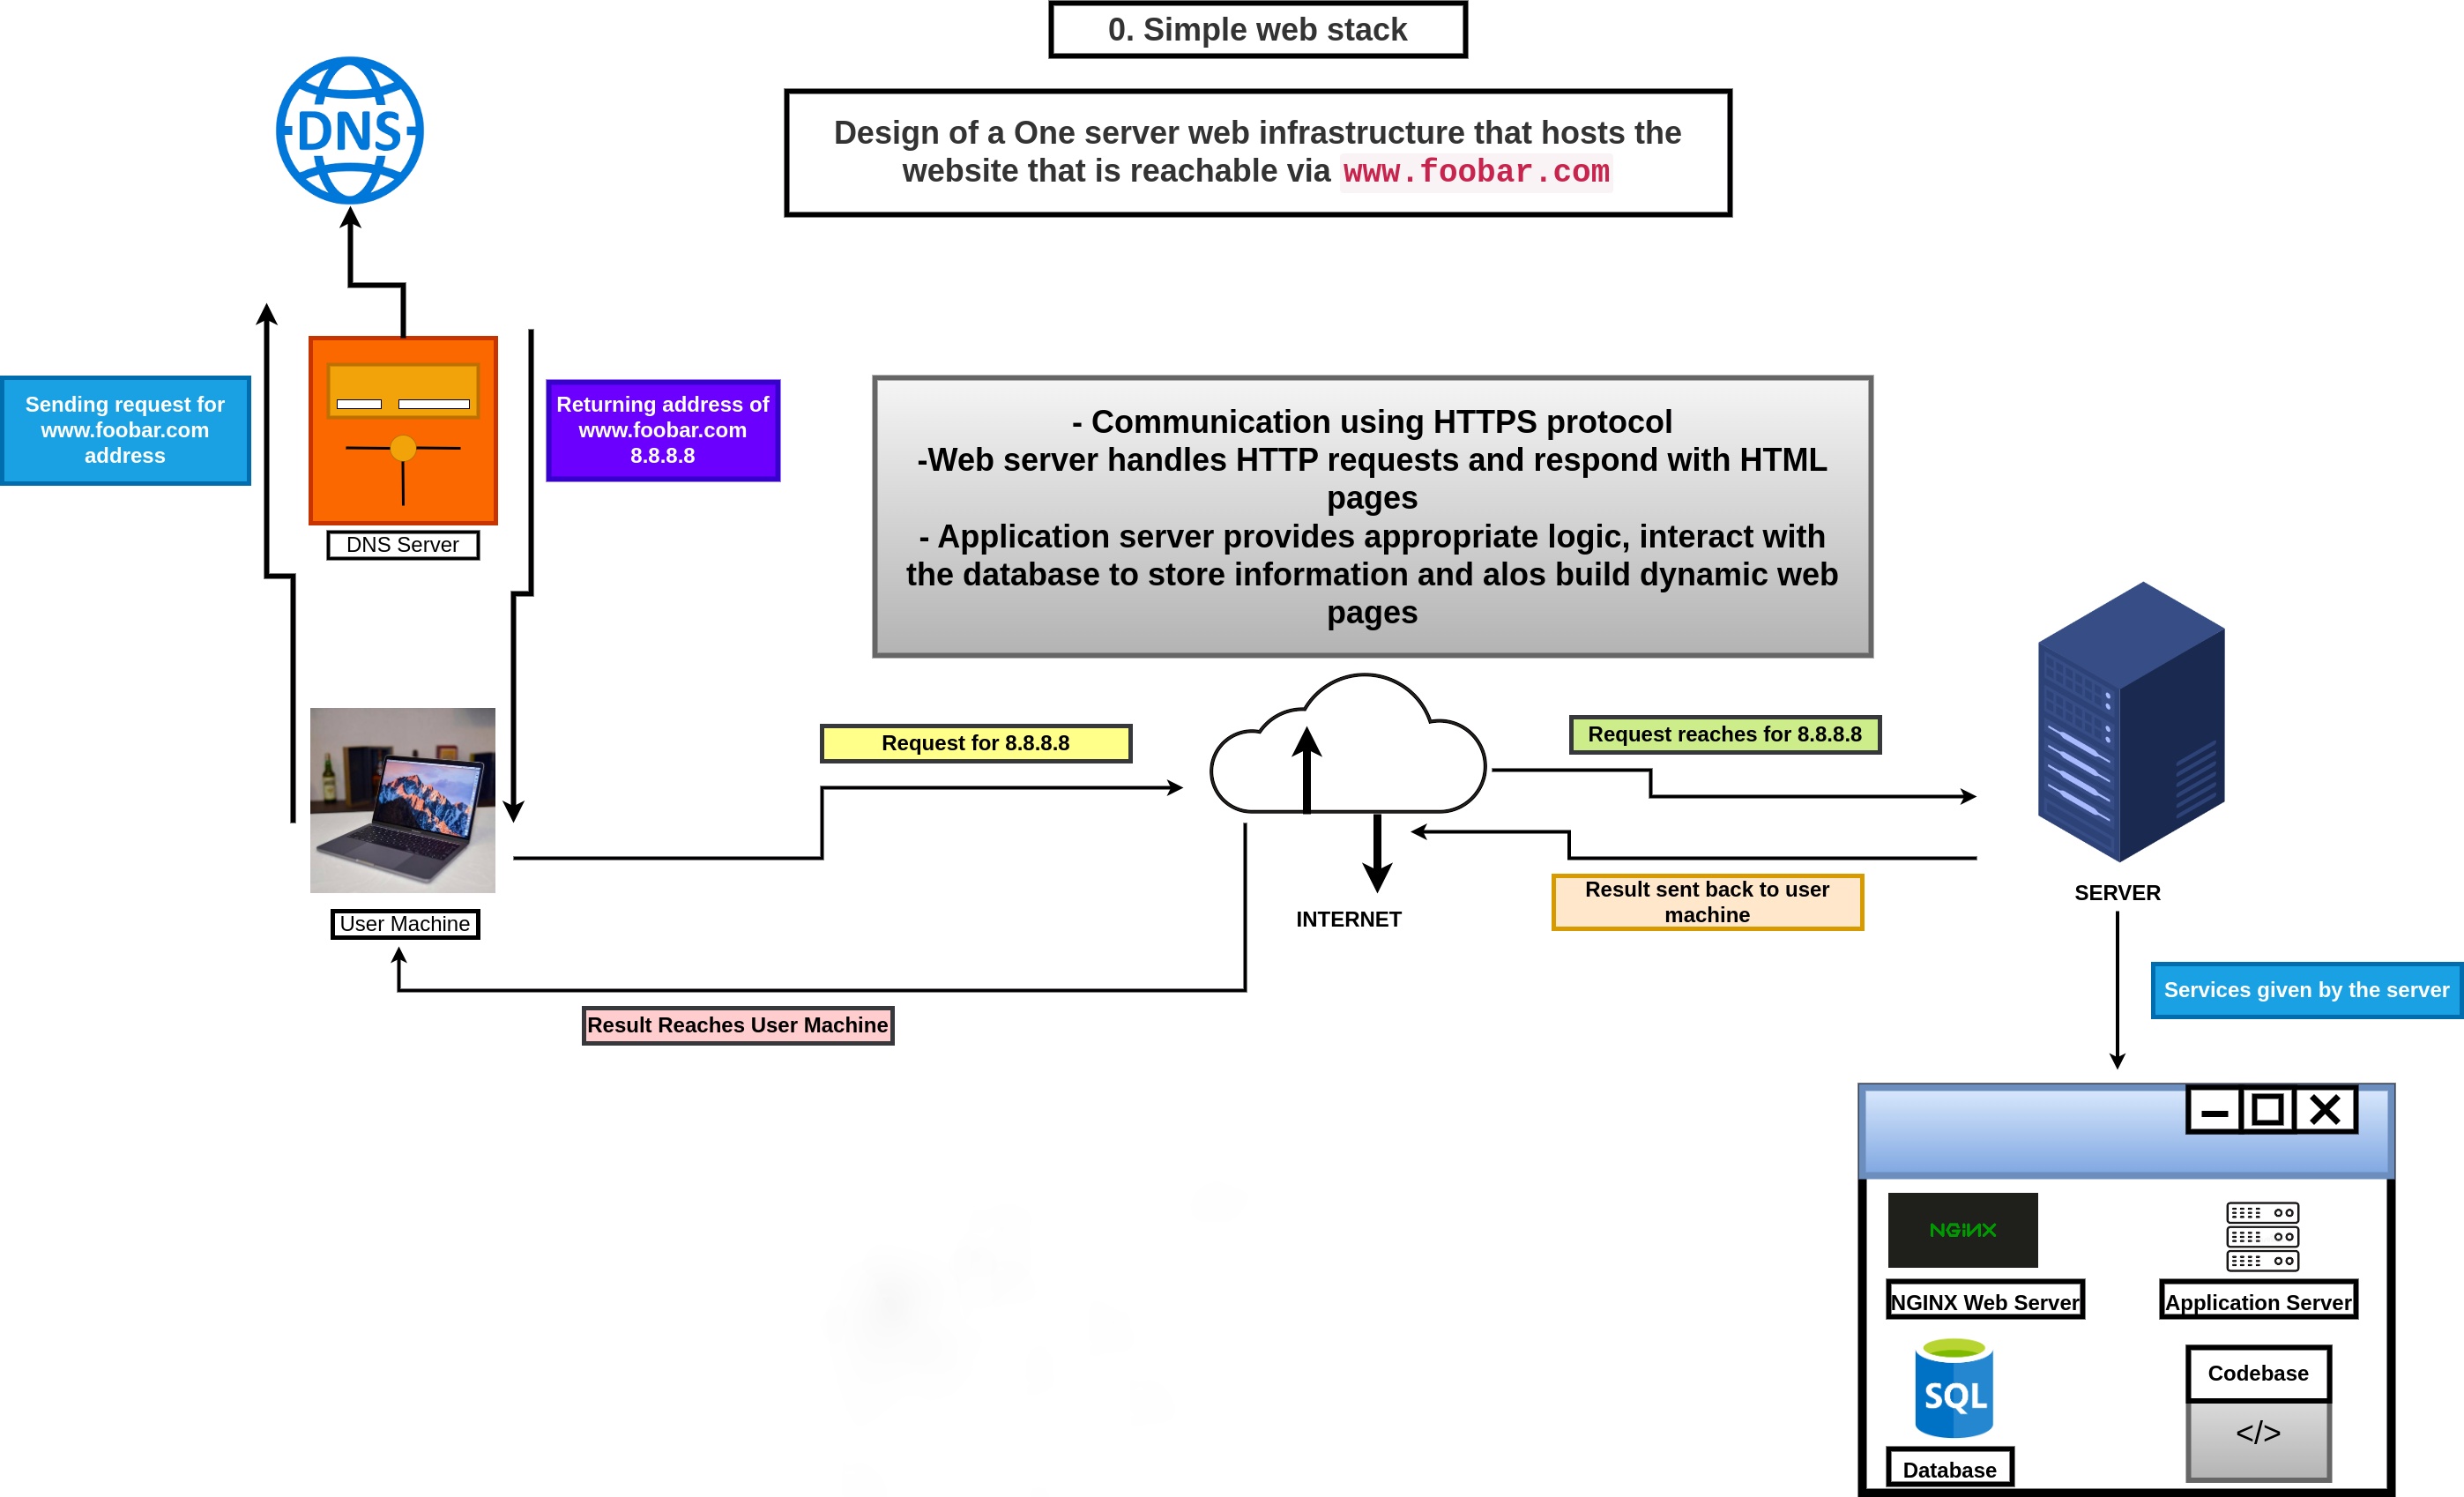 0. Simple web stack
Design of a One server web infrastructure that hosts the
website that is reachable via www.foobar.com
DNS
Sending request for
www.foobar.com
address
Returning address of
www.foobar.com
8.8.8.8
DNS Server
- Communication using HTTPS protocol
-Web server handles HTTP requests and respond with HTML
pages
- Application server provides appropriate logic, interact with
the database to store information and alos build dynamic web
pages
Request for 8.8.8.8
Request reaches for 8.8.8.8
Result sent back to user
machine
INTERNET
SERVER
User Machine
Result Reaches User Machine
Services given by the server
NGINX
NGINX Web Server
Application Server
SQL
Database
Codebase
</>